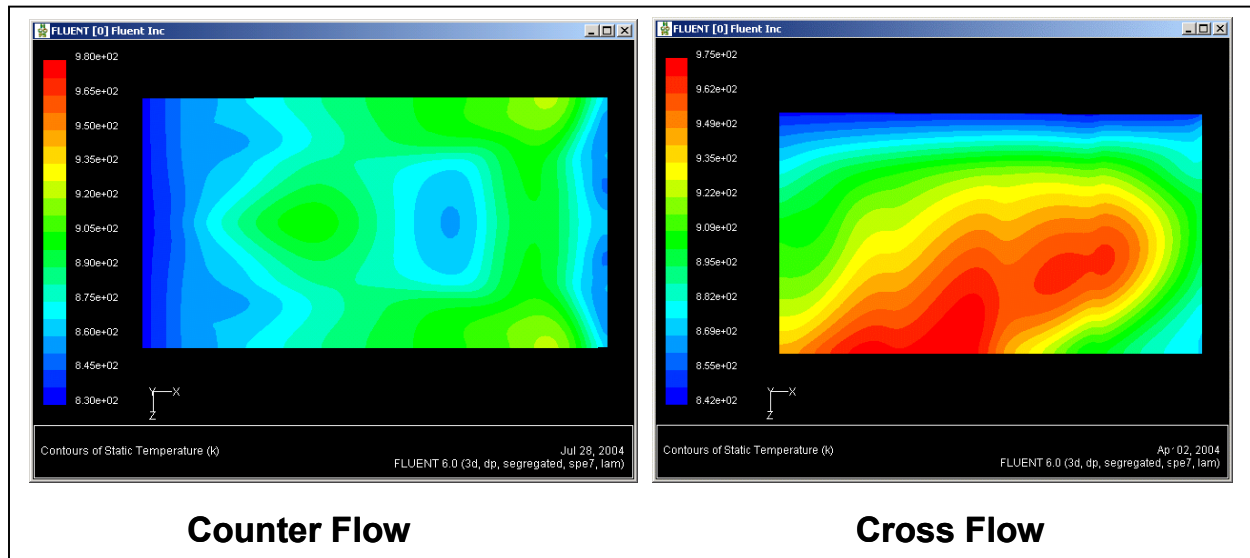 FLUENT [0] Fluent Inc
9.80e+02
9.50e+02
9.35e+02
9.20e+02
9.05e+02
8.90e+02
8.75e+02
8.60e+02
8.45e+02
8.30e+02
Y X
Z
Contours of Static Temperature (k)
Jul 28, 2004
FLUENT 6.0 (3d, dp, segregated, spe7, lam)
Counter Flow
FLUENT [0] Fluent Inc
9.75e+02
9.62e+02
9.49e+02
9.35e+02
9.22e+02
9.08e+02
8.95e+02
8.82e+02
8.69e+02
8.55e+02
8.42e+02
Y X
Z
Contours of Static Temperature (k)
Apr 02, 2004
FLUENT 6.0 (3d, dp, segregated, spe7, lam)
Cross Flow